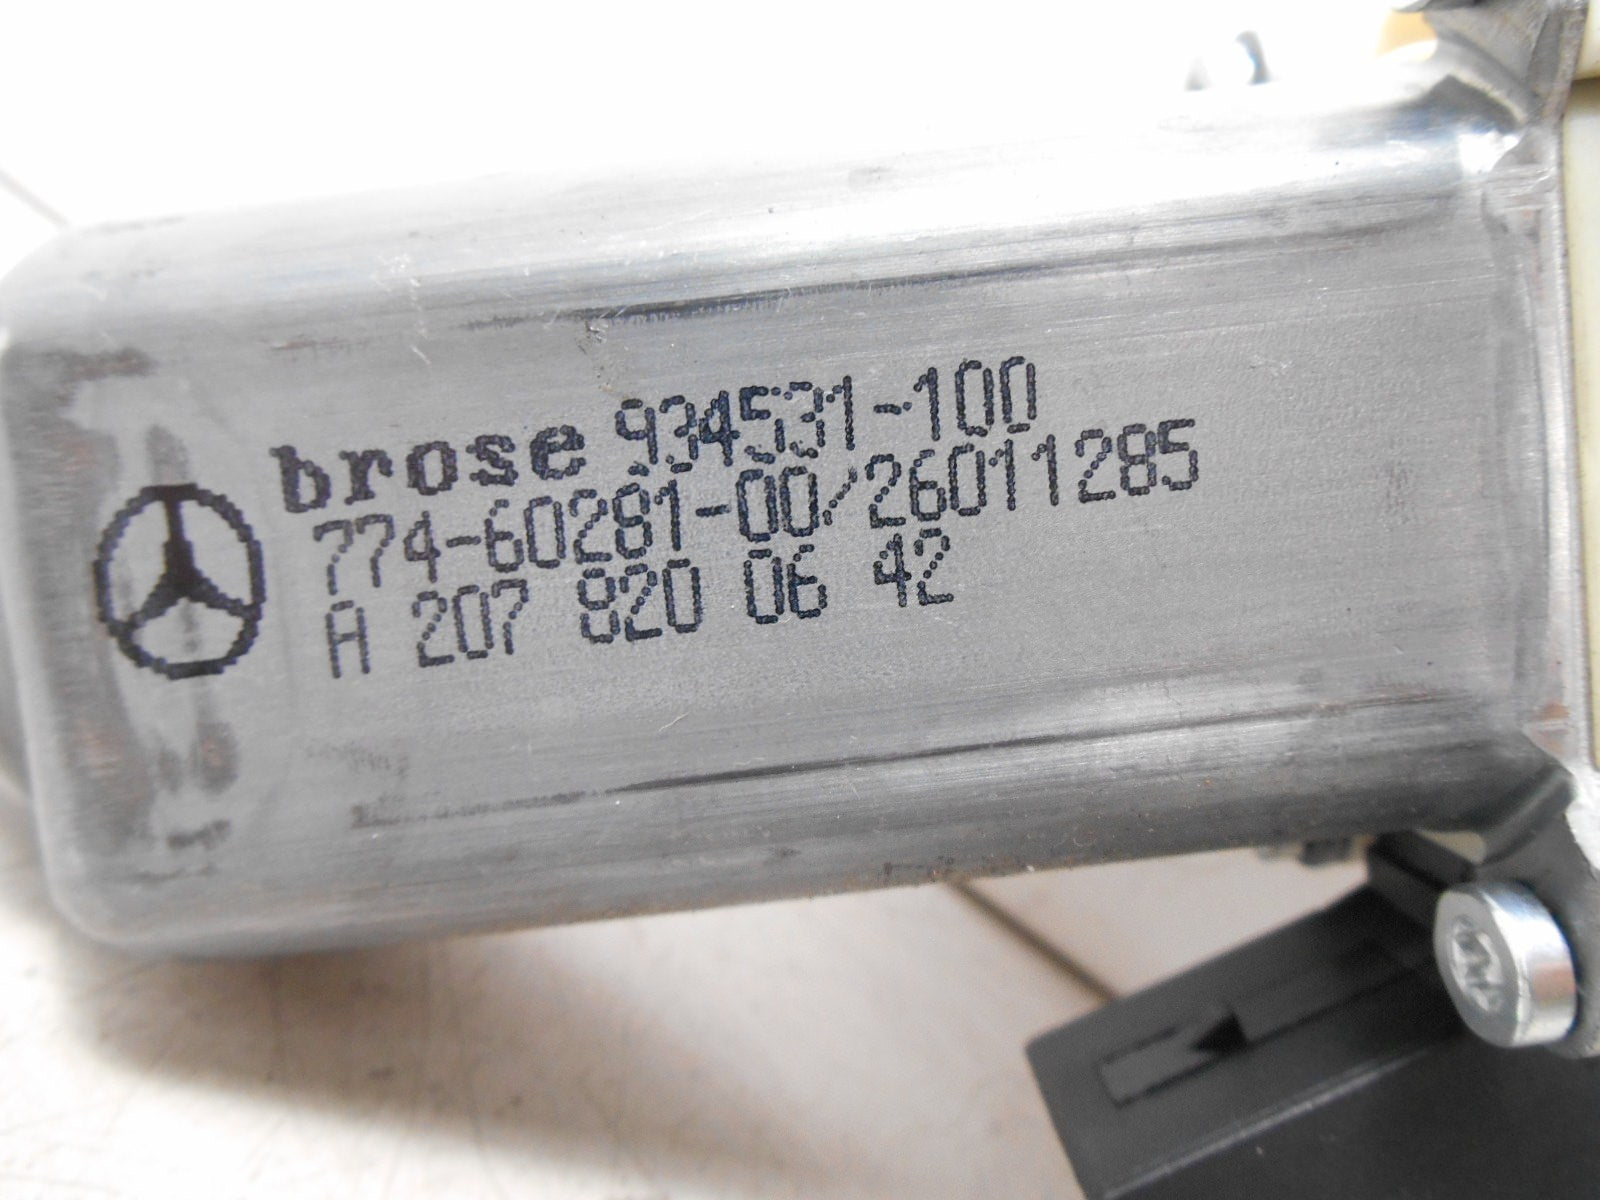 brose 934531-100
774-60281-00/26011285
A 207 820 06 42